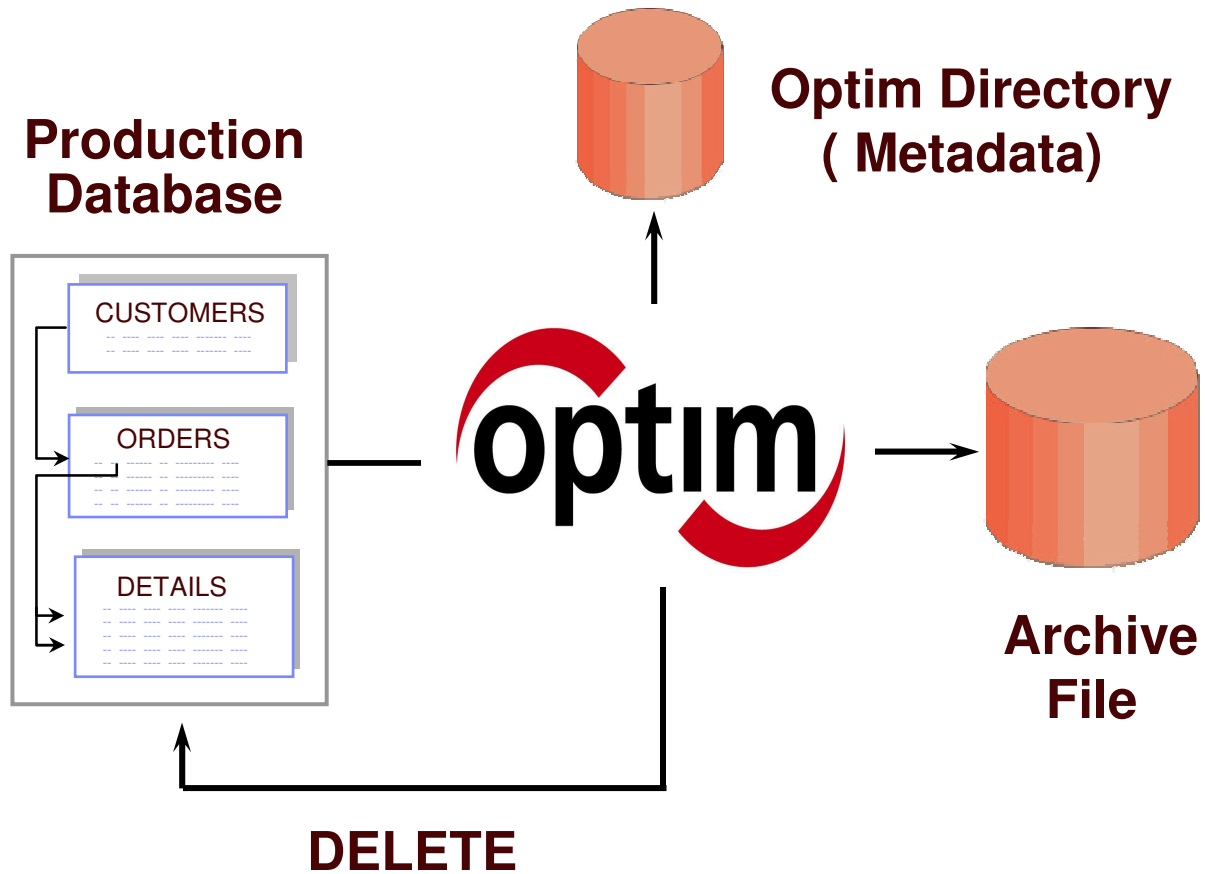 Production
Database
CUSTOMERS
ORDERS
DETAILS
optim
Optim Directory
( Metadata)
Archive
File
DELETE